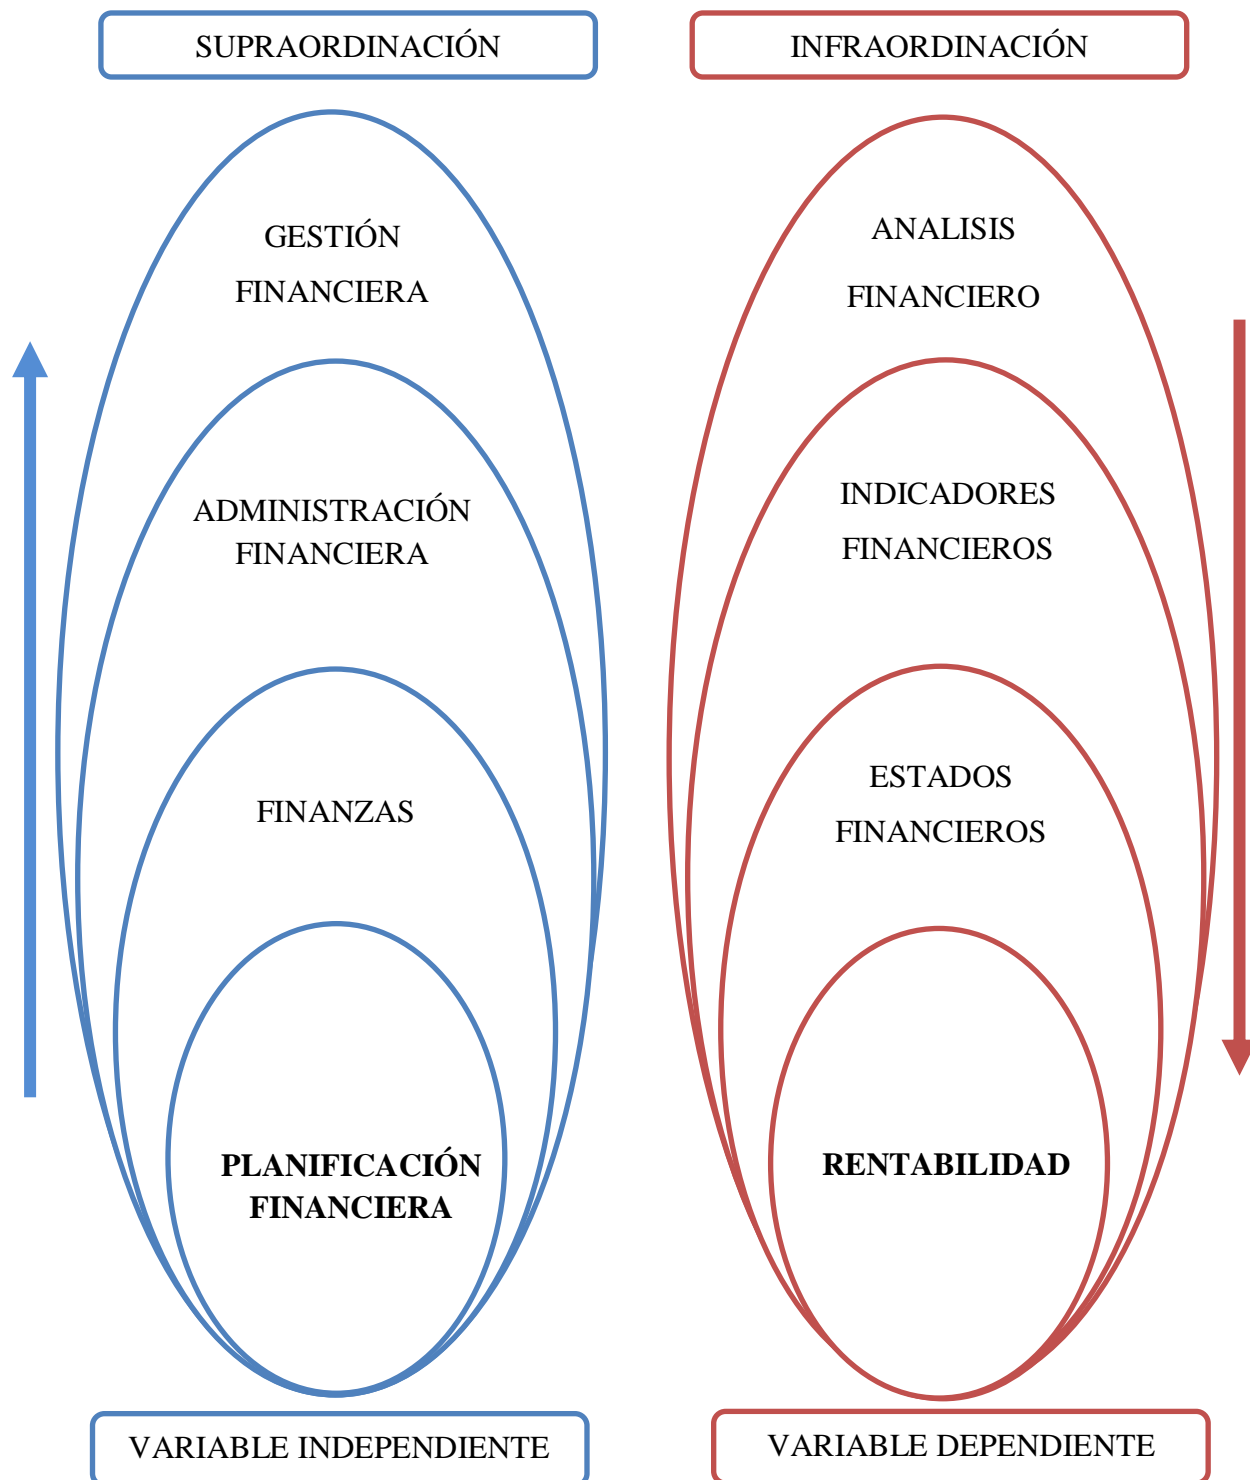 SUPRAORDINACIÓN
GESTIÓN
FINANCIERA
ADMINISTRACIÓN
FINANCIERA
FINANZAS
PLANIFICACIÓN
FINANCIERA
VARIABLE INDEPENDIENTE
INFRAORDINACIÓN
ANALISIS
FINANCIERO
INDICADORES
FINANCIEROS
ESTADOS
FINANCIEROS
RENTABILIDAD
VARIABLE DEPENDIENTE